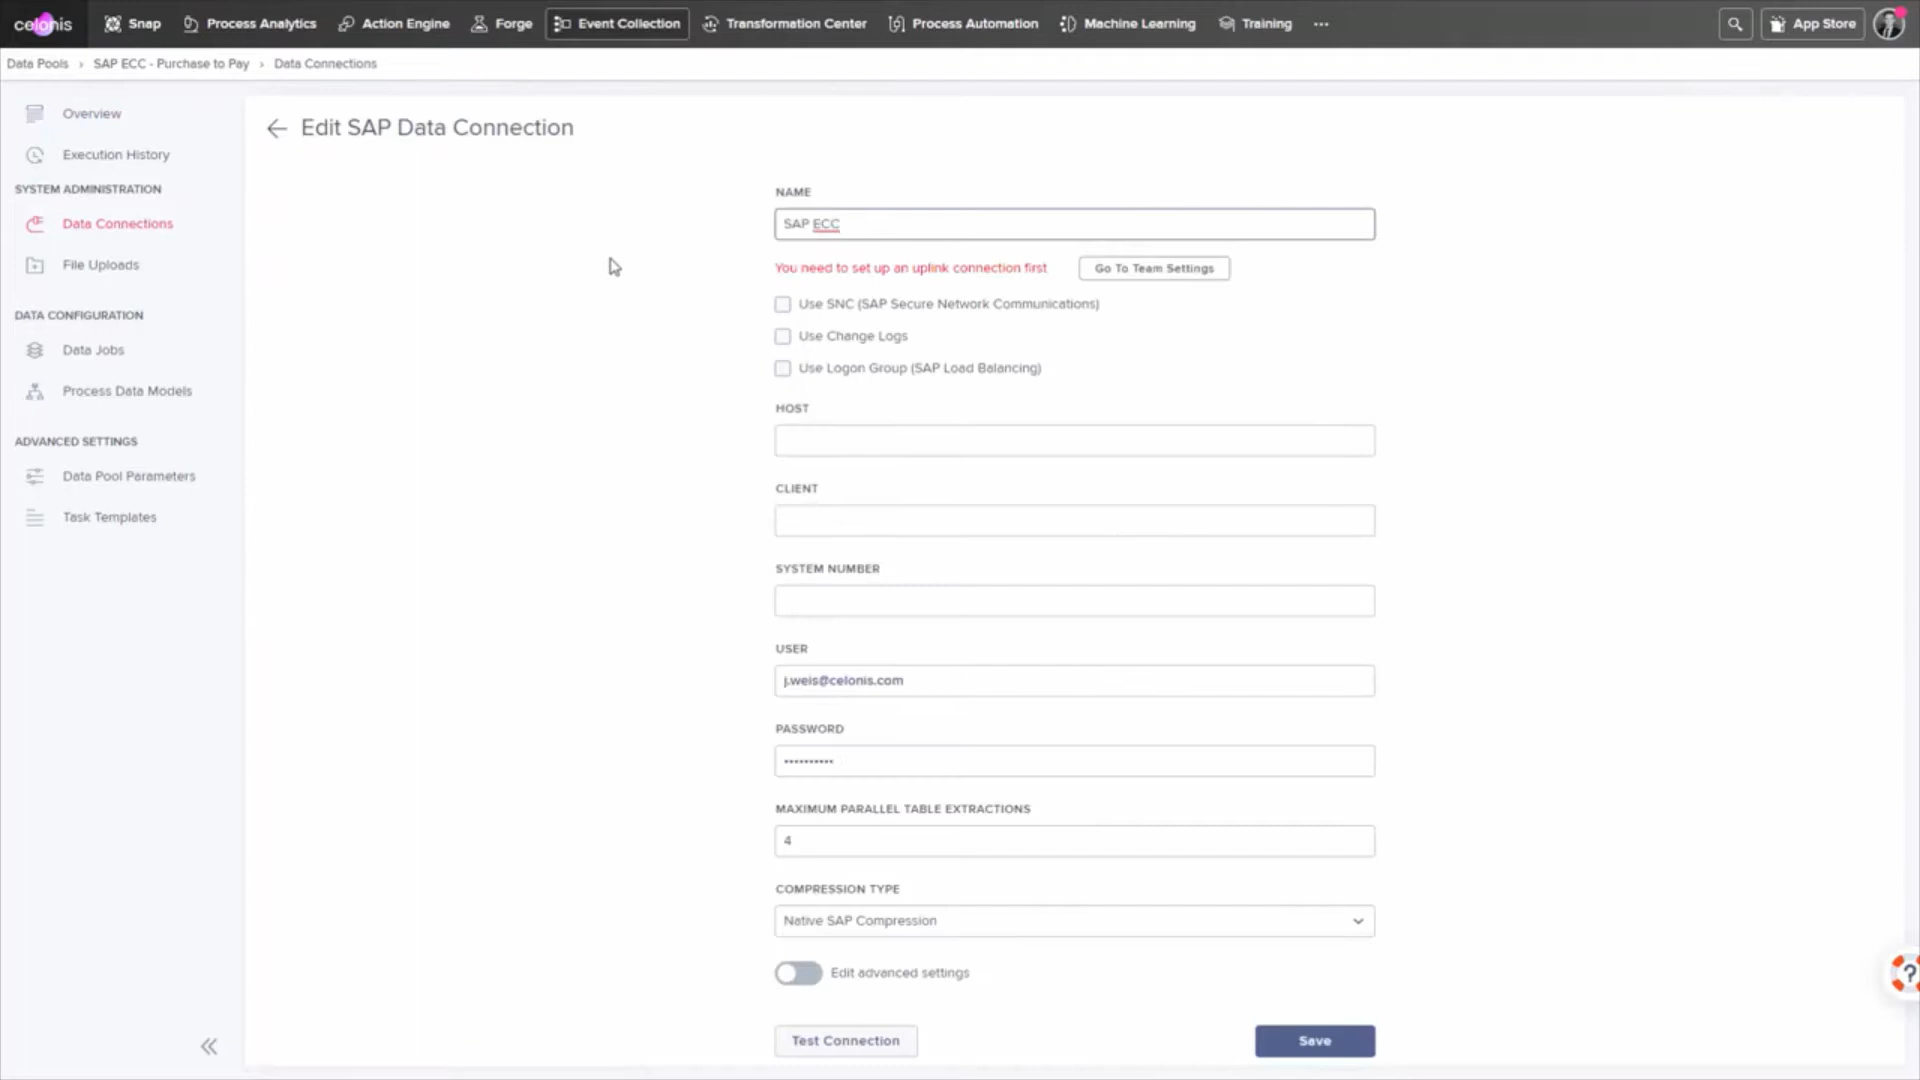 celonis
Snap
Process Analytics
Action Engine
Forge
Event Collection
Transformation Center
Process Automation
Machine Learning
Training
App Store
Data Pools › SAP ECC - Purchase to Pay › Data Connections
Overview
Execution History
SYSTEM ADMINISTRATION
Data Connections
File Uploads
DATA CONFIGURATION
Data Jobs
Process Data Models
ADVANCED SETTINGS
Data Pool Parameters
Task Templates
Edit SAP Data Connection
NAME
SAP ECC
You need to set up an uplink connection first
Go To Team Settings
Use SNC (SAP Secure Network Communications)
Use Change Logs
Use Logon Group (SAP Load Balancing)
HOST
CLIENT
SYSTEM NUMBER
USER
j.weis@celonis.com
PASSWORD
••••••••••
MAXIMUM PARALLEL TABLE EXTRACTIONS
4
COMPRESSION TYPE
Native SAP Compression
Edit advanced settings
Test Connection
Save
?